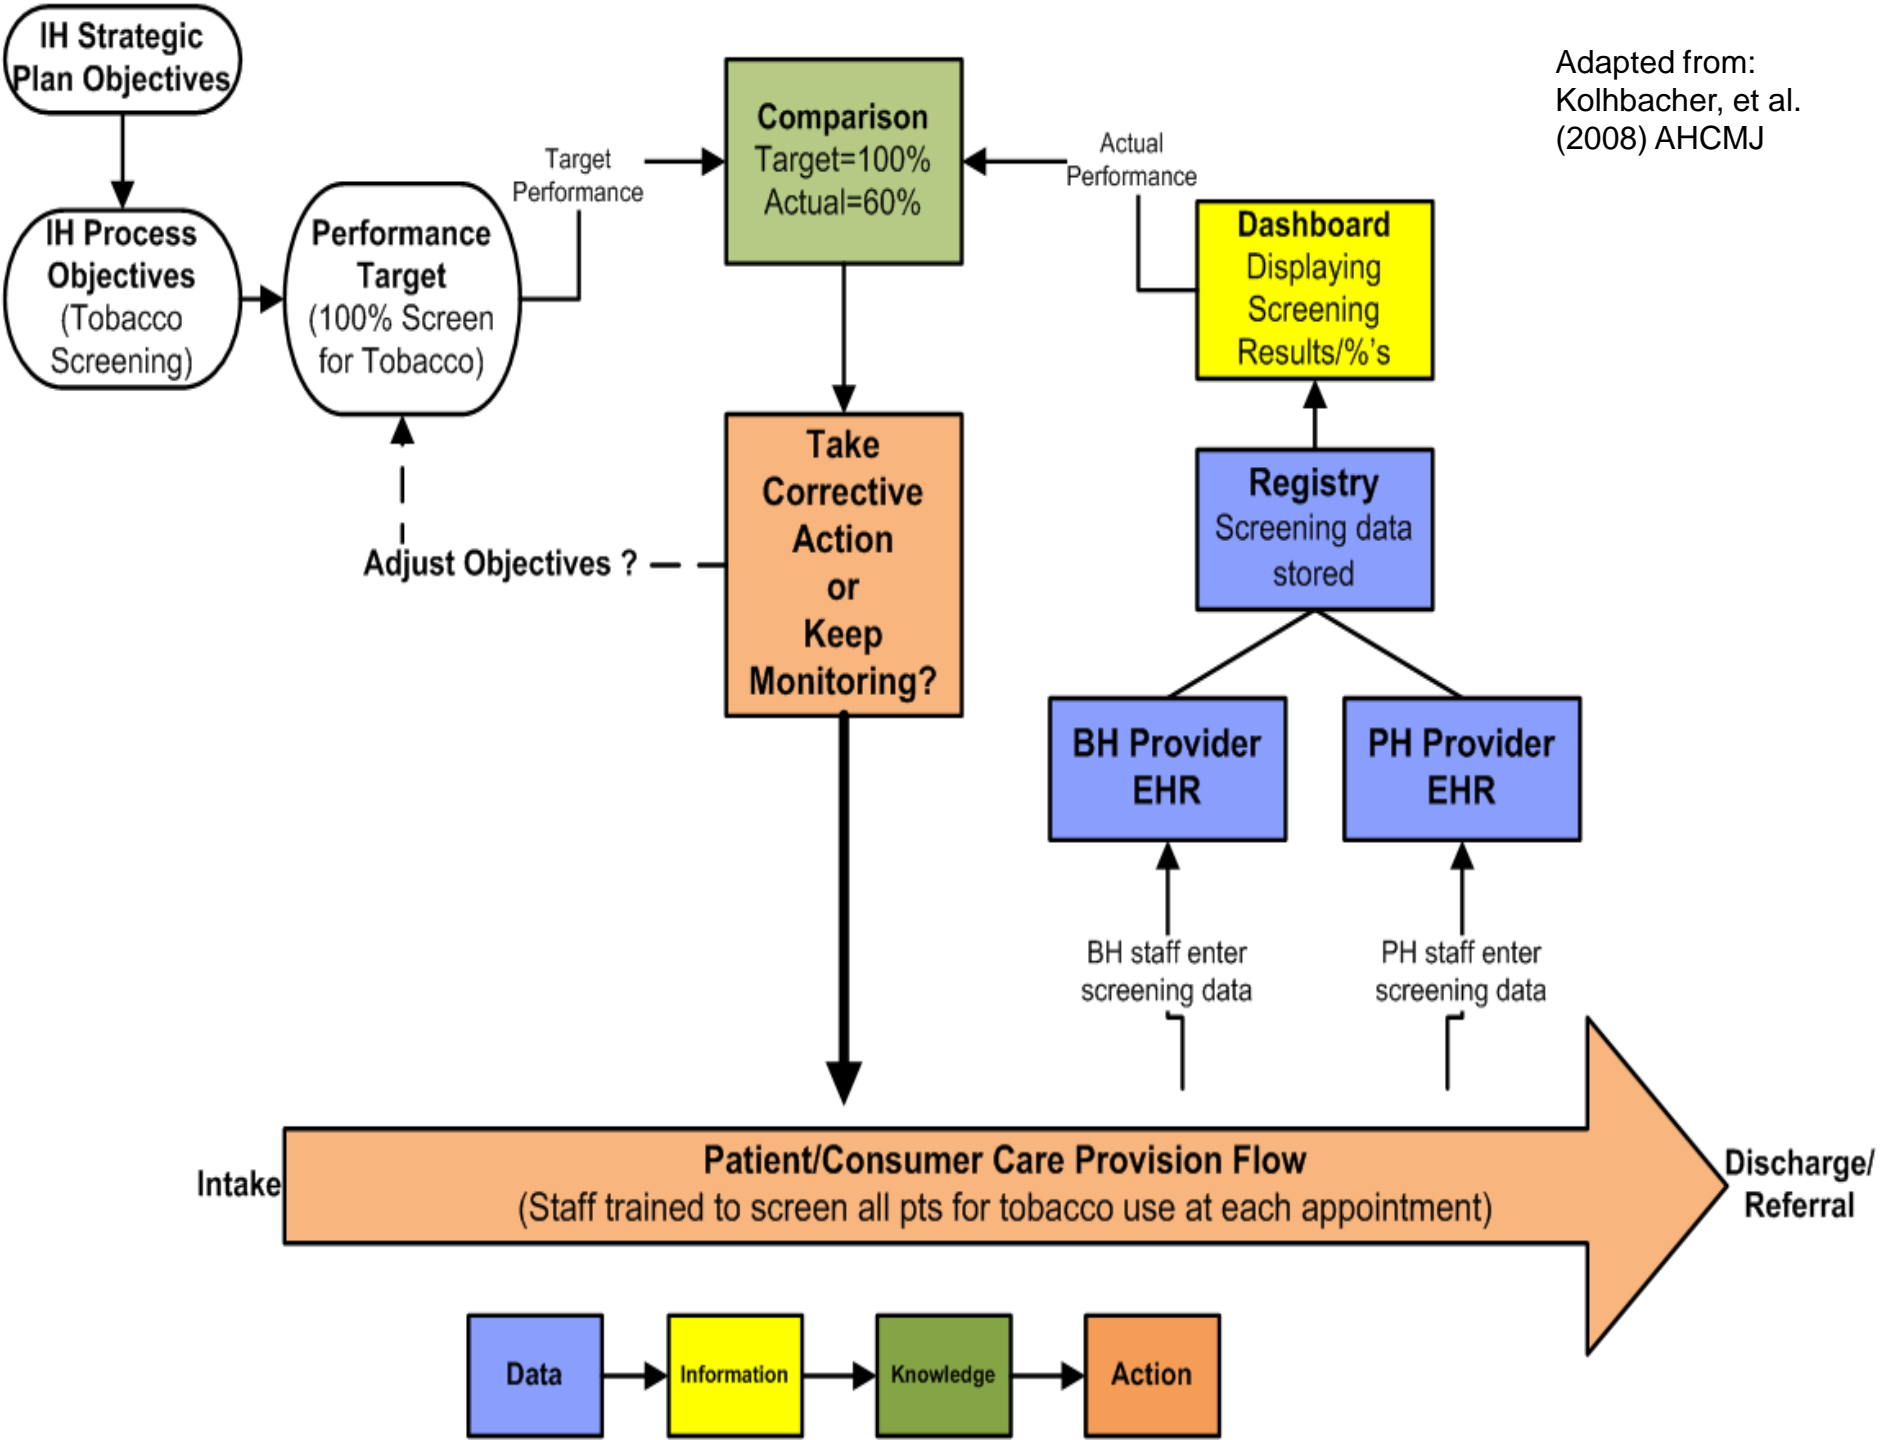 IH Strategic
Plan Objectives
IH Process
Objectives
(Tobacco
Screening)
Performance
Target
(100% Screen
for Tobacco)
Target
Performance
Comparison
Target=100%
Actual=60%
Actual
Performance
Adapted from:
Kolhbacher, et al.
(2008) AHCMJ
Dashboard
Displaying
Screening
Results/%'s
Take
Corrective
Action
or
Keep
Monitoring?
Adjust Objectives ?
Registry
Screening data
stored
BH Provider
EHR
PH Provider
EHR
BH staff enter
screening data
PH staff enter
screening data
Intake
Patient/Consumer Care Provision Flow
(Staff trained to screen all pts for tobacco use at each appointment)
Discharge/
Referral
Data
Information
Knowledge
Action